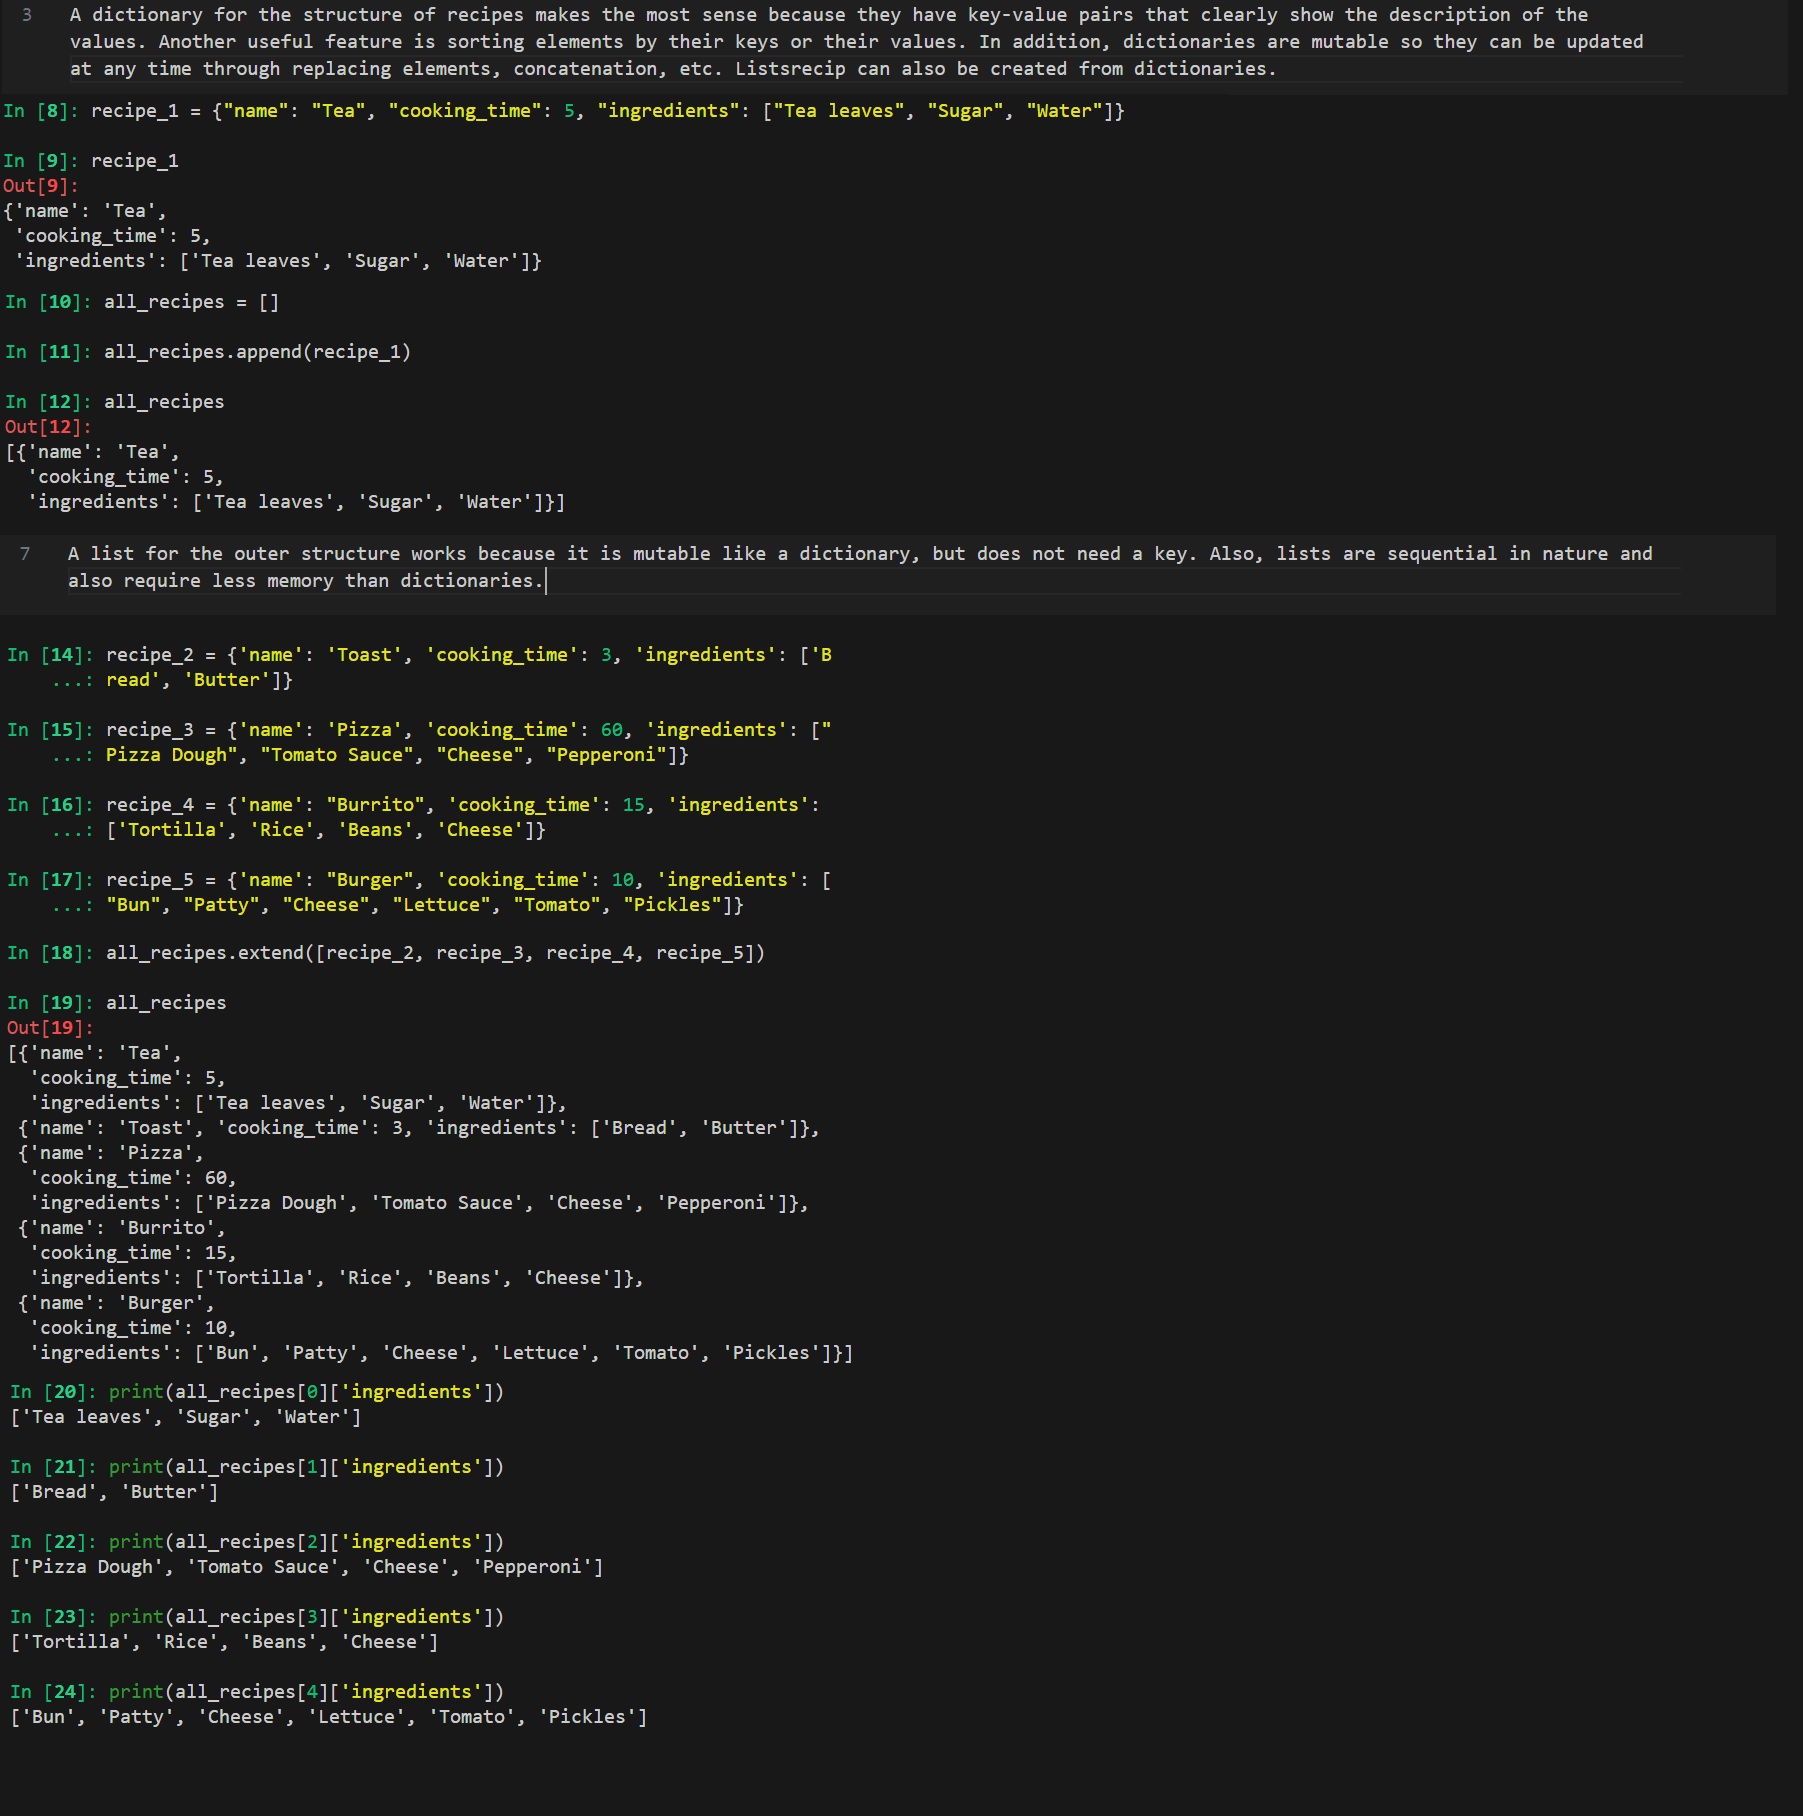 3 A dictionary for the structure of recipes makes the most sense because they have key-value pairs that clearly show the description of the
values. Another useful feature is sorting elements by their keys or their values. In addition, dictionaries are mutable so they can be updated
at any time through replacing elements, concatenation, etc. Listsrecip can also be created from dictionaries.
In [8]: recipe_1 = {"name": "Tea", "cooking_time": 5, "ingredients": ["Tea leaves", "Sugar", "Water"]}
In [9]: recipe_1
Out[9]:
{'name': 'Tea',
 'cooking_time': 5,
 'ingredients': ['Tea leaves', 'Sugar', 'Water']}
In [10]: all_recipes = []
In [11]: all_recipes.append(recipe_1)
In [12]: all_recipes
Out[12]:
[{'name': 'Tea',
  'cooking_time': 5,
  'ingredients': ['Tea leaves', 'Sugar', 'Water']}]
7 A list for the outer structure works because it is mutable like a dictionary, but does not need a key. Also, lists are sequential in nature and
also require less memory than dictionaries.
In [14]: recipe_2 = {'name': 'Toast', 'cooking_time': 3, 'ingredients': ['B
    ...: read', 'Butter']}
In [15]: recipe_3 = {'name': 'Pizza', 'cooking_time': 60, 'ingredients': ["
    ...: Pizza Dough", "Tomato Sauce", "Cheese", "Pepperoni"]}
In [16]: recipe_4 = {'name': "Burrito", 'cooking_time': 15, 'ingredients':
    ...: ['Tortilla', 'Rice', 'Beans', 'Cheese']}
In [17]: recipe_5 = {'name': "Burger", 'cooking_time': 10, 'ingredients': [
    ...: "Bun", "Patty", "Cheese", "Lettuce", "Tomato", "Pickles"]}
In [18]: all_recipes.extend([recipe_2, recipe_3, recipe_4, recipe_5])
In [19]: all_recipes
Out[19]:
[{'name': 'Tea',
  'cooking_time': 5,
  'ingredients': ['Tea leaves', 'Sugar', 'Water']},
 {'name': 'Toast', 'cooking_time': 3, 'ingredients': ['Bread', 'Butter']},
 {'name': 'Pizza',
  'cooking_time': 60,
  'ingredients': ['Pizza Dough', 'Tomato Sauce', 'Cheese', 'Pepperoni']},
 {'name': 'Burrito',
  'cooking_time': 15,
  'ingredients': ['Tortilla', 'Rice', 'Beans', 'Cheese']},
 {'name': 'Burger',
  'cooking_time': 10,
  'ingredients': ['Bun', 'Patty', 'Cheese', 'Lettuce', 'Tomato', 'Pickles']}]
In [20]: print(all_recipes[0]['ingredients'])
['Tea leaves', 'Sugar', 'Water']
In [21]: print(all_recipes[1]['ingredients'])
['Bread', 'Butter']
In [22]: print(all_recipes[2]['ingredients'])
['Pizza Dough', 'Tomato Sauce', 'Cheese', 'Pepperoni']
In [23]: print(all_recipes[3]['ingredients'])
['Tortilla', 'Rice', 'Beans', 'Cheese']
In [24]: print(all_recipes[4]['ingredients'])
['Bun', 'Patty', 'Cheese', 'Lettuce', 'Tomato', 'Pickles']